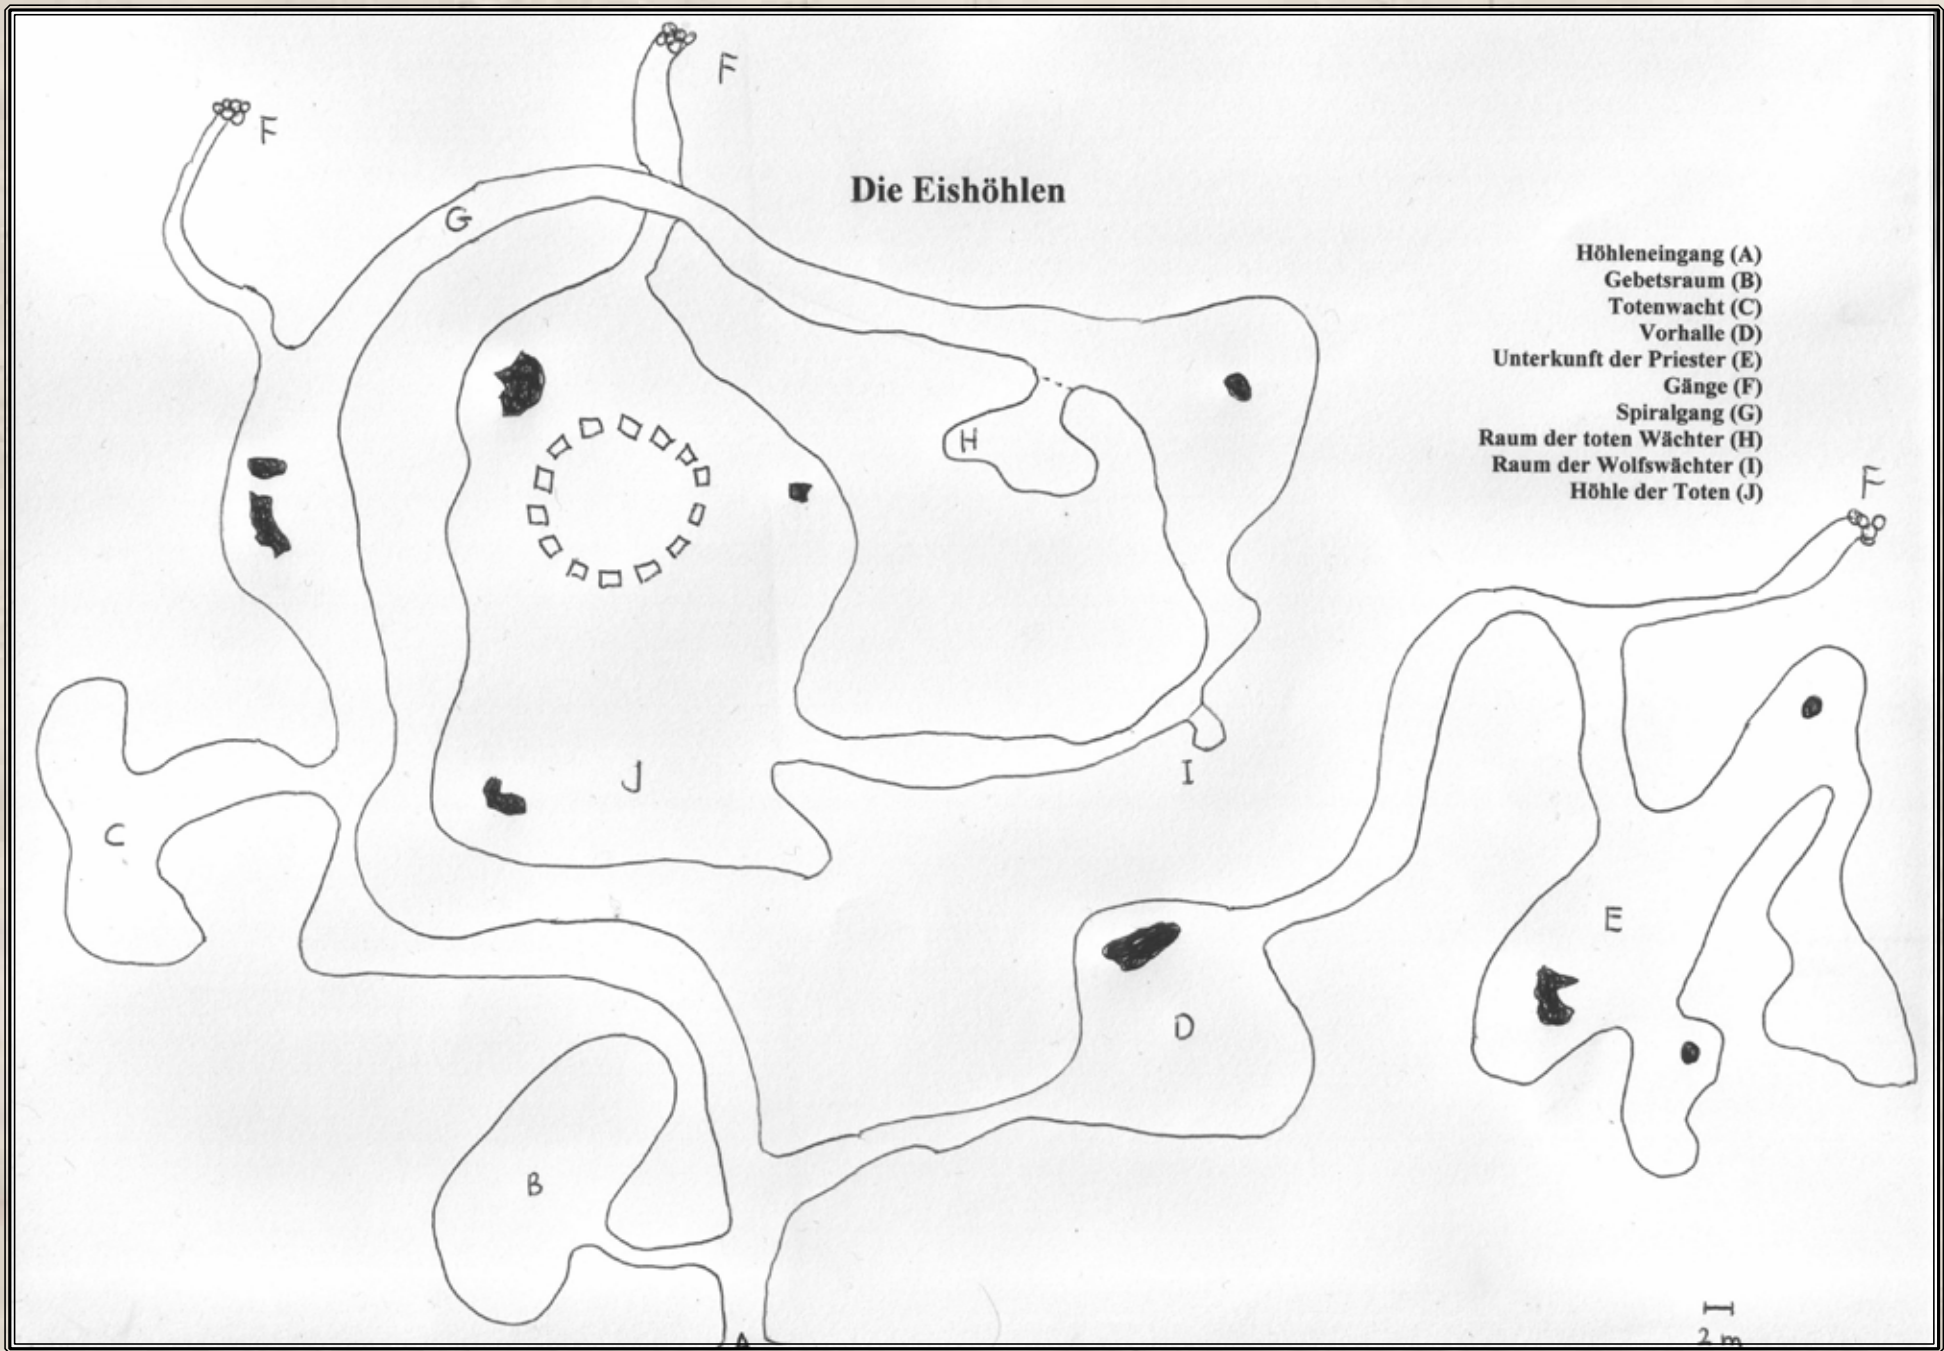 F
F
Die Eishöhlen
G
Höhleneingang (A)
Gebetsraum (B)
Totenwacht (C)
Vorhalle (D)
Unterkunft der Priester (E)
Gänge (F)
Spiralgang (G)
Raum der toten Wächter (H)
Raum der Wolfswächter (I)
Höhle der Toten (J)
H
F
J
I
C
E
D
B
2 m
A